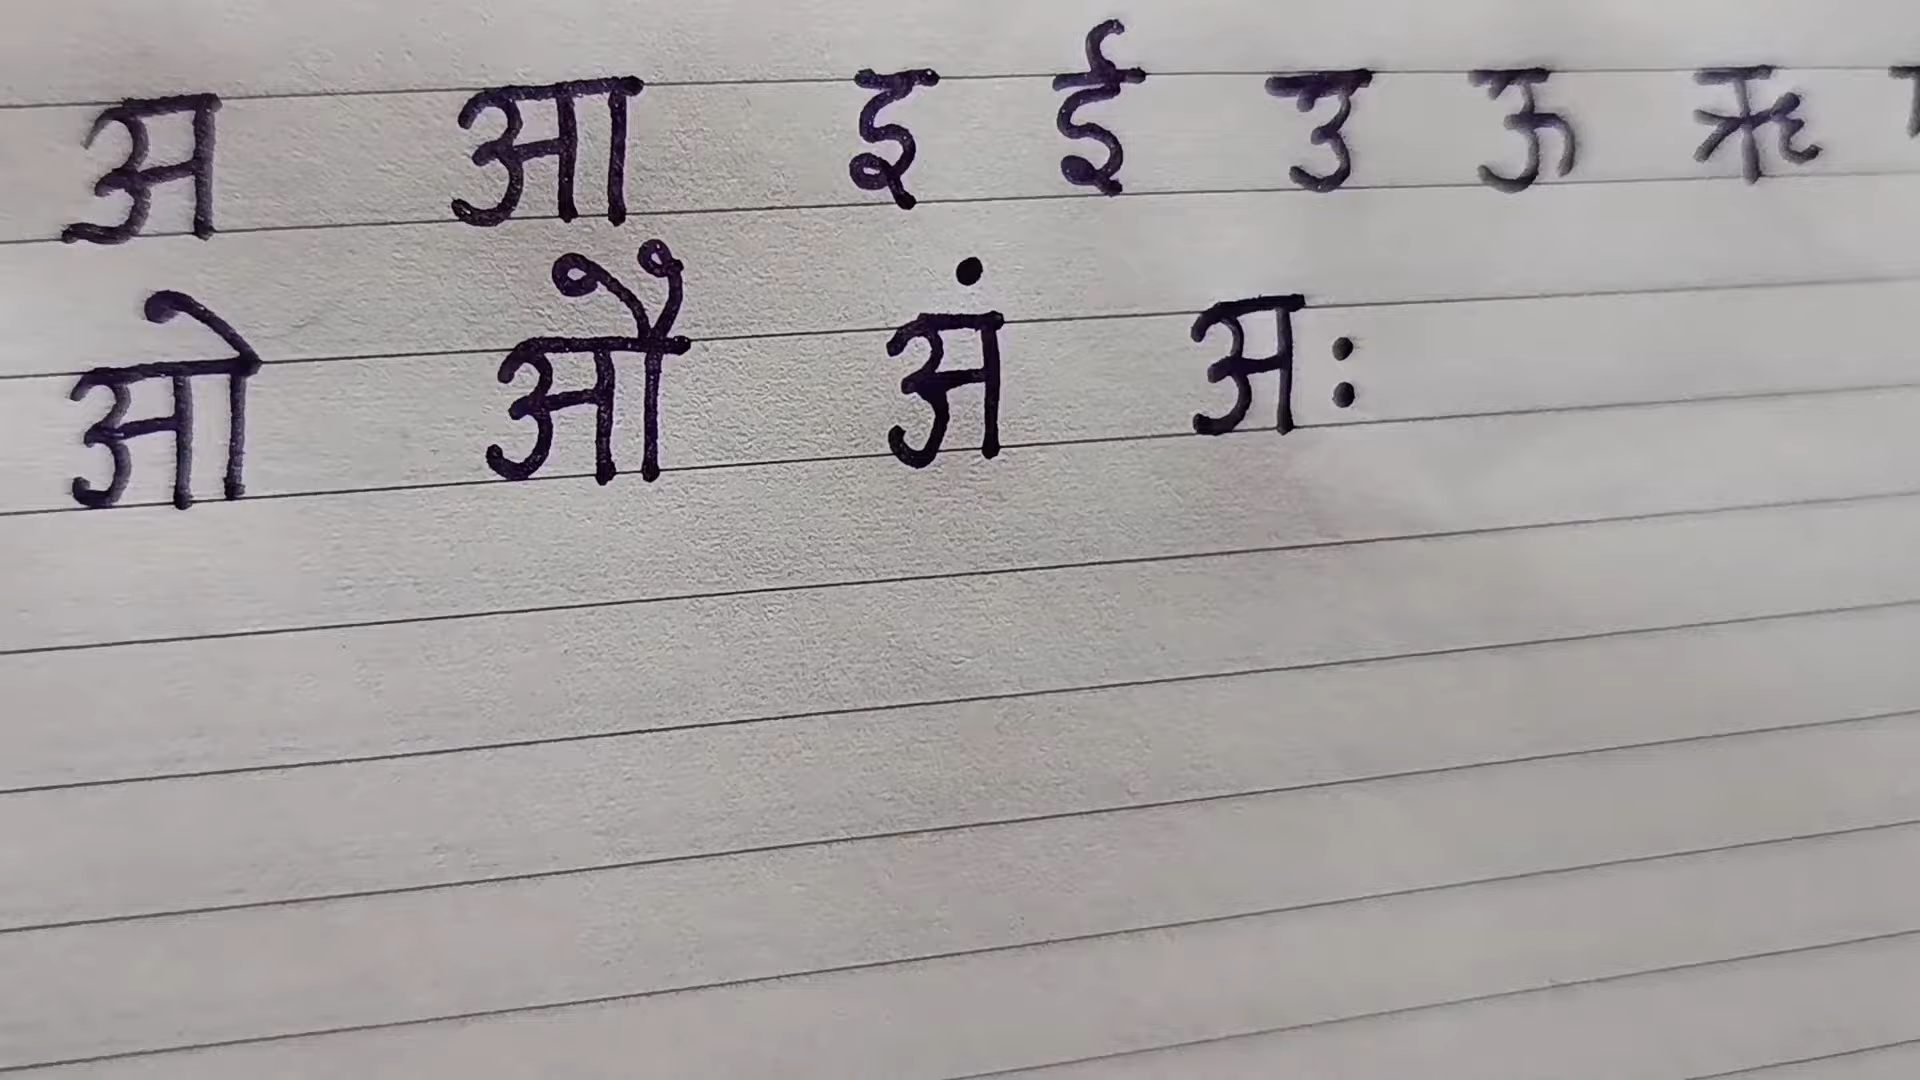 अ आ इ ई उ ऊ ऋ
ओ औ अं अः